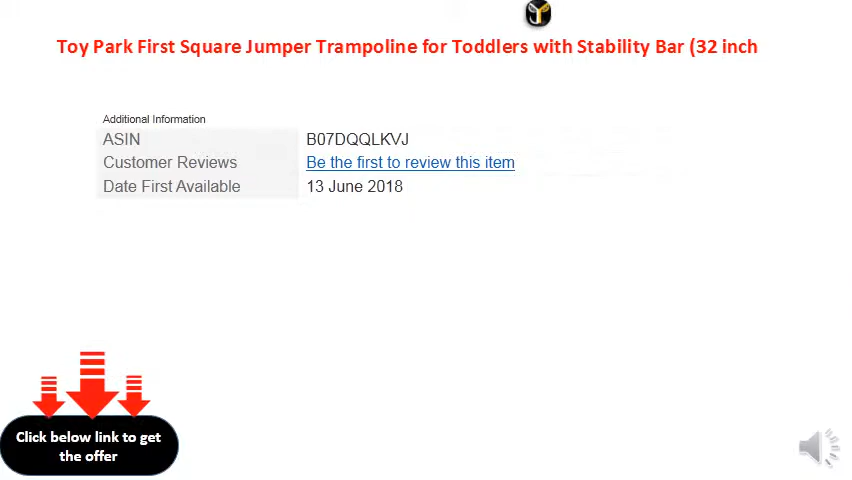 Toy Park First Square Jumper Trampoline for Toddlers with Stability Bar (32 inch
Additional Information
ASIN B07DQQLKVJ
Customer Reviews Be the first to review this item
Date First Available 13 June 2018
Click below link to get
the offer